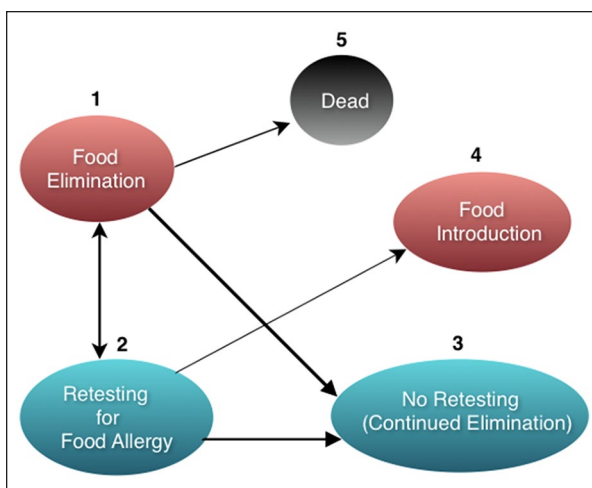 5
Dead
1
Food
Elimination
4
Food
Introduction
2
Retesting
for
Food Allergy
3
No Retesting
(Continued Elimination)